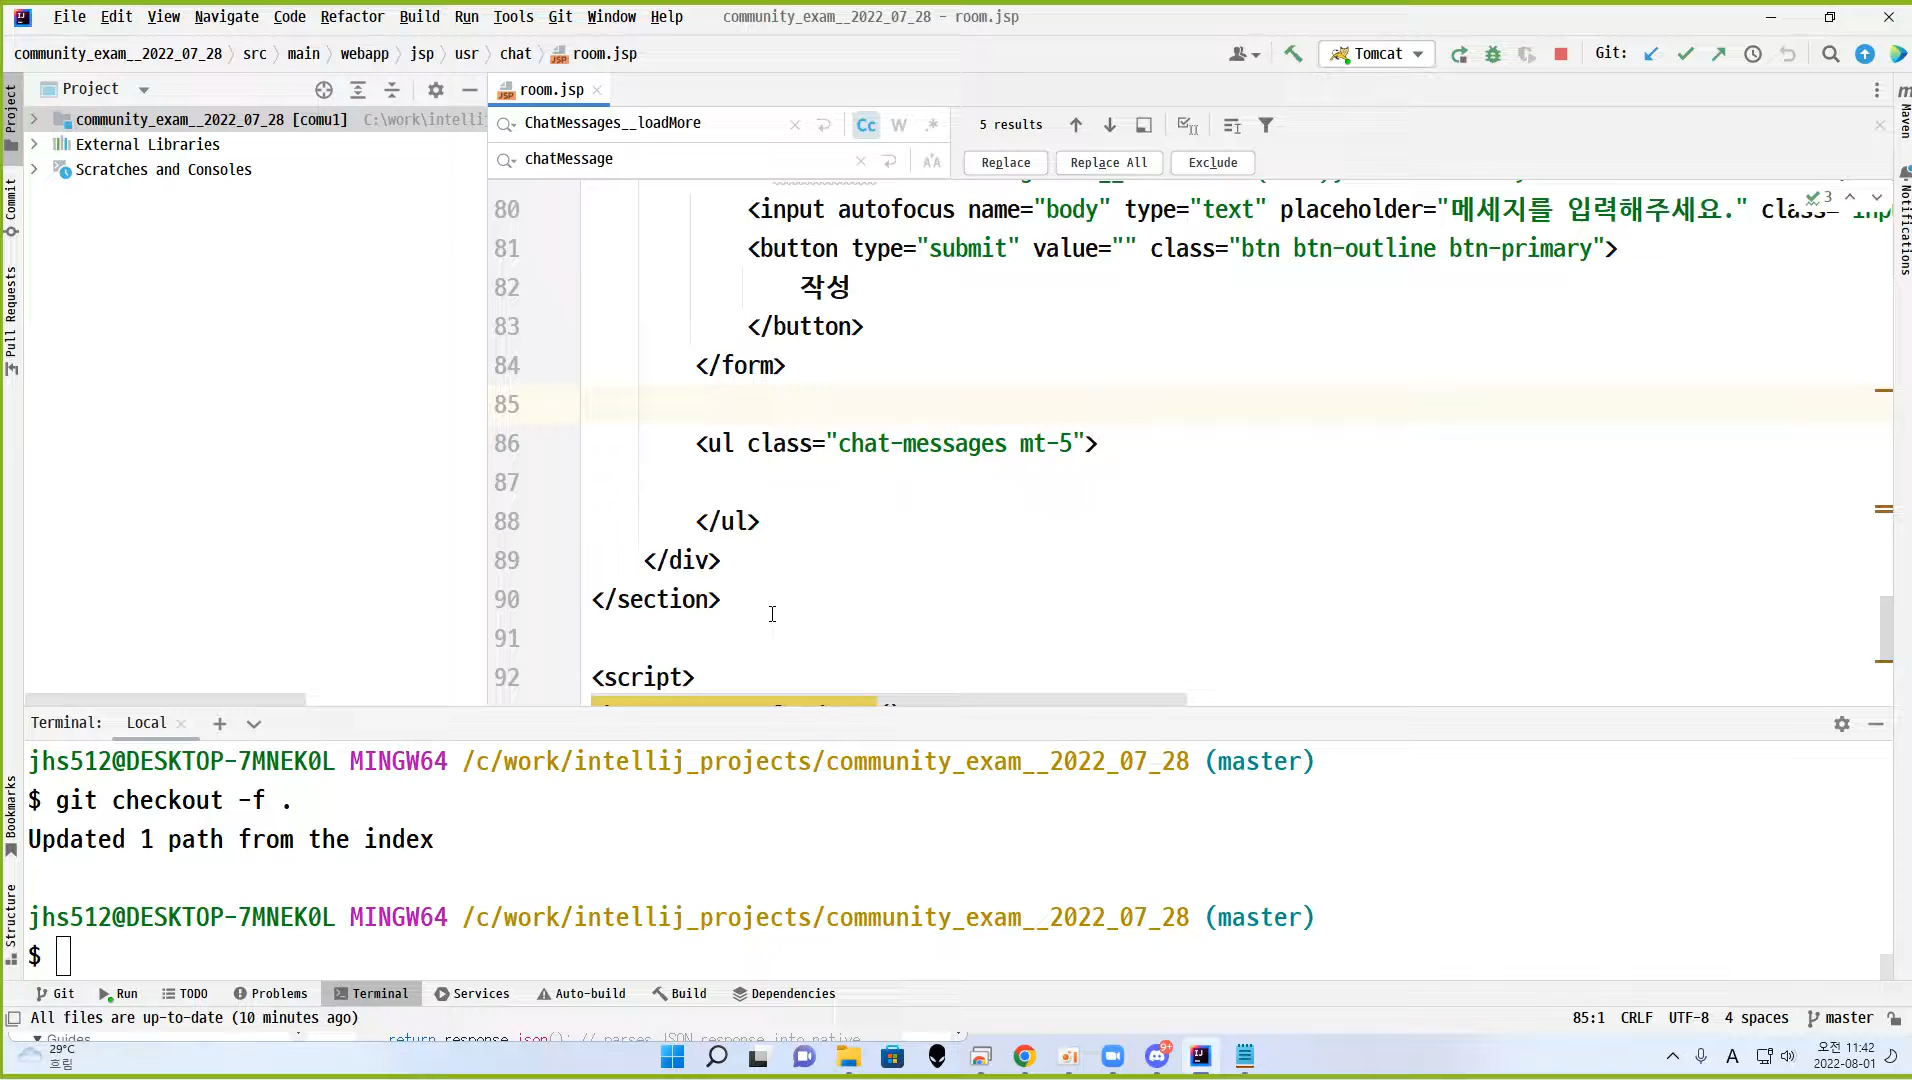 File Edit View Navigate Code Refactor Build Run Tools Git Window Help community_exam__2022_07_28 - room.jsp
community_exam__2022_07_28 src main webapp jsp usr chat room.jsp Tomcat Git:
Project room.jsp
community_exam__2022_07_28 [comu1] C:\work\intellij
External Libraries
Scratches and Consoles
ChatMessages__loadMore Cc W .* 5 results
chatMessage Replace Replace All Exclude
3
80 <input autofocus name="body" type="text" placeholder="메세지를 입력해주세요."
81 <button type="submit" value="" class="btn btn-outline btn-primary">
82 작성
83 </button>
84 </form>
85
86 <ul class="chat-messages mt-5">
87
88 </ul>
89 </div>
90 </section>
91
92 <script>
Project
Commit
Pull Requests
Bookmarks
Structure
Maven
Notifications
Terminal: Local
jhs512@DESKTOP-7MNEK0L MINGW64 /c/work/intellij_projects/community_exam__2022_07_28 (master)
$ git checkout -f .
Updated 1 path from the index
jhs512@DESKTOP-7MNEK0L MINGW64 /c/work/intellij_projects/community_exam__2022_07_28 (master)
$
Git Run TODO Problems Terminal Services Auto-build Build Dependencies
All files are up-to-date (10 minutes ago) 85:1 CRLF UTF-8 4 spaces master
Guides return response.json(); // parses JSON response into native
29°C
흐림
A 오전 11:42
2022-08-01
9+